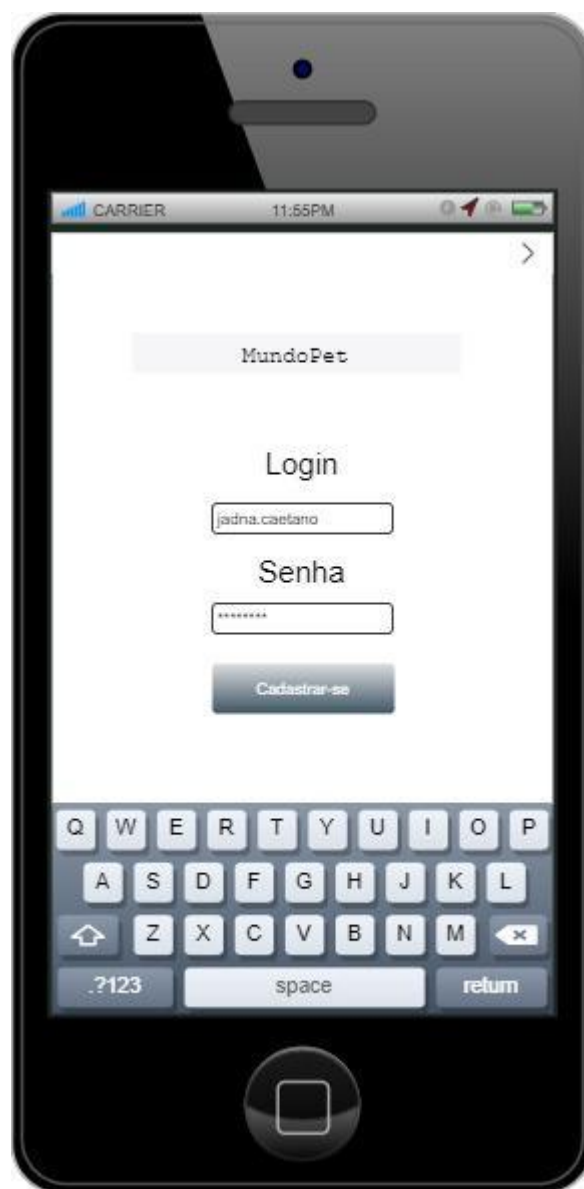 CARRIER 11:55PM
>
MundoPet
Login
jadna.caetano
Senha
********
Cadastrar-se
Q W E R T Y U I O P
A S D F G H J K L
Z X C V B N M
.?123 space return